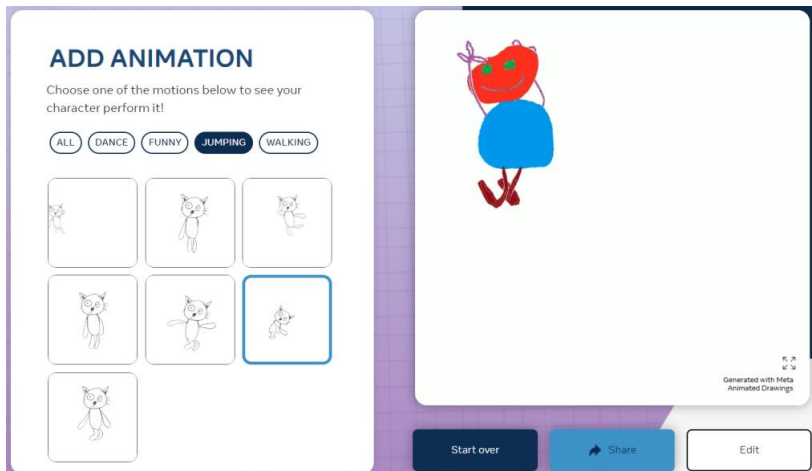 ADD ANIMATION
Choose one of the motions below to see your
character perform it!
ALL
DANCE
FUNNY
JUMPING
WALKING
Generated with Meta
Animated Drawings
Start over
Share
Edit